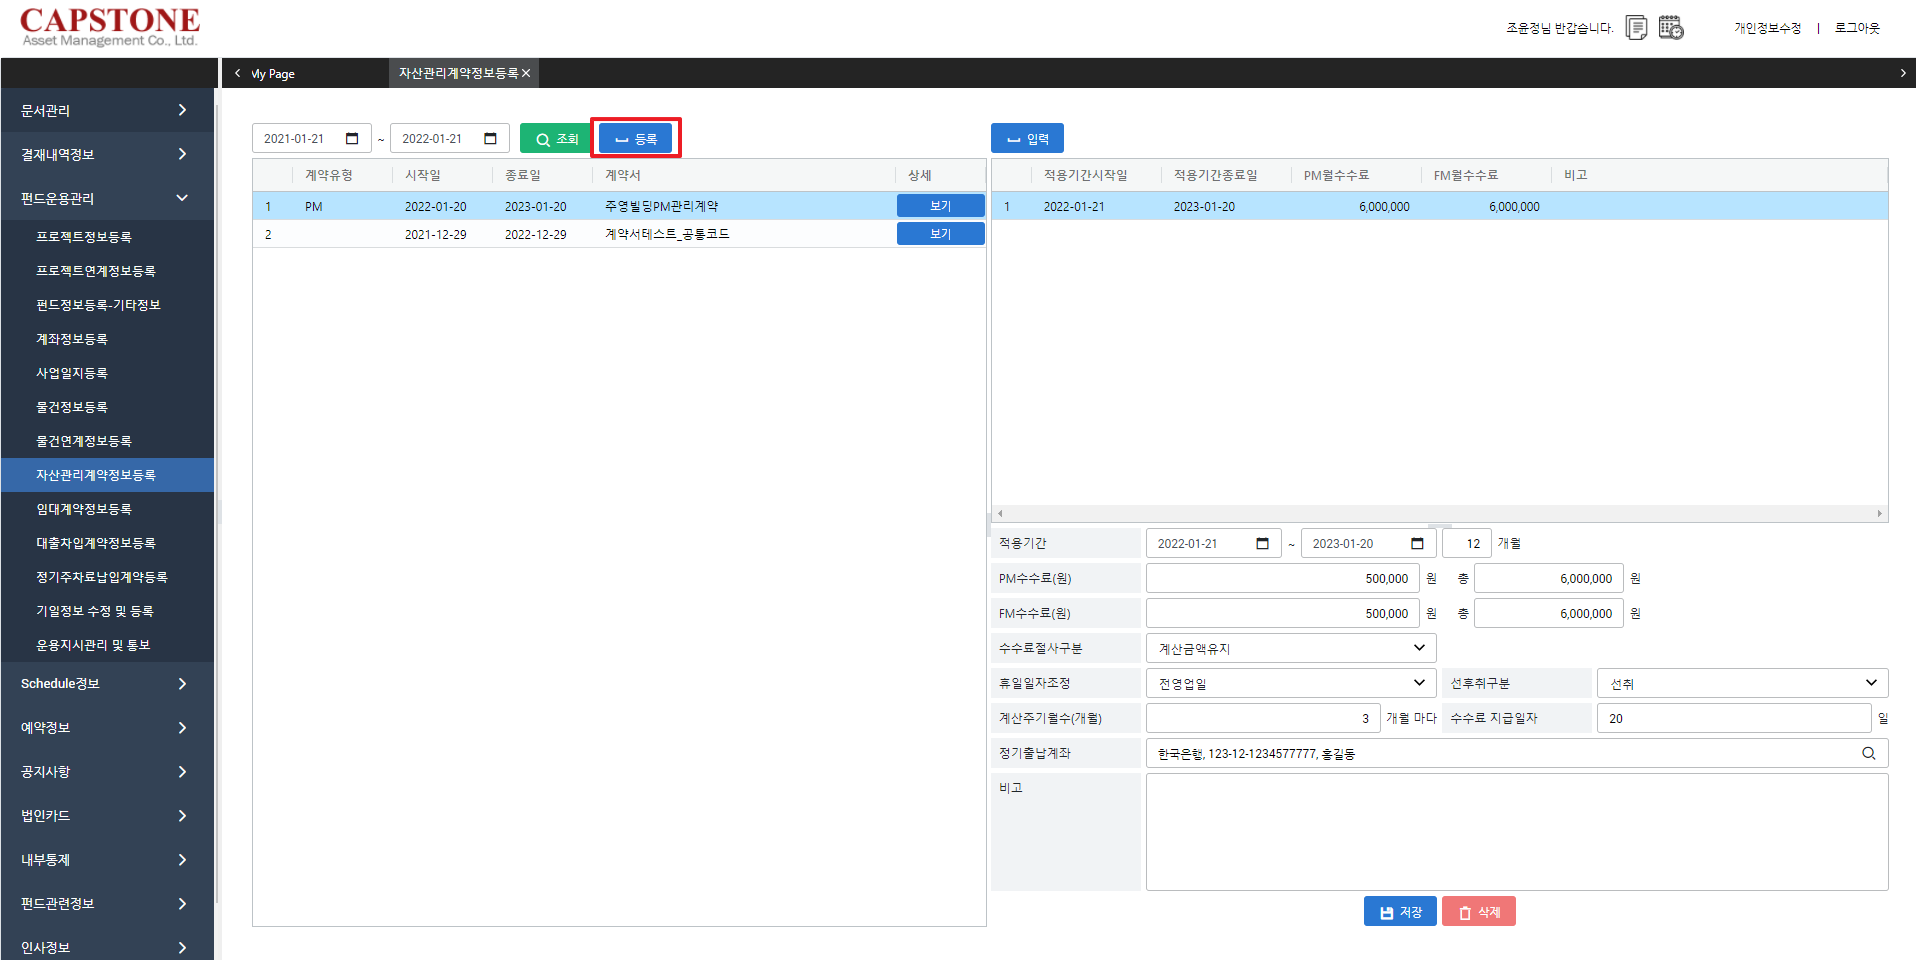 CAPSTONE
Asset Management Co., Ltd.
조윤정님 반갑습니다.
개인정보수정 | 로그아웃
My Page
자산관리계약정보등록
문서관리
결재내역정보
펀드운용관리
프로젝트정보등록
프로젝트연계정보등록
펀드정보등록-기타정보
계좌정보등록
사업일지등록
물건정보등록
물건연계정보등록
자산관리계약정보등록
임대계약정보등록
대출차입계약정보등록
정기주차료납입계약등록
기일정보 수정 및 등록
운용지시관리 및 통보
Schedule정보
예약정보
공지사항
법인카드
내부통제
펀드관련정보
인사정보
2021-01-21 ~ 2022-01-21 조회 등록
계약유형 시작일 종료일 계약서 상세
1 PM 2022-01-20 2023-01-20 주영빌딩PM관리계약 보기
2 2021-12-29 2022-12-29 계약서테스트_공통코드 보기
입력
적용기간시작일 적용기간종료일 PM월수수료 FM월수수료 비고
1 2022-01-21 2023-01-20 6,000,000 6,000,000
적용기간 2022-01-21 ~ 2023-01-20 12 개월
PM수수료(원) 500,000 원 총 6,000,000 원
FM수수료(원) 500,000 원 총 6,000,000 원
수수료절사구분 계산금액유지
휴일일자조정 전영업일 선후취구분 선취
계산주기월수(개월) 3 개월 마다 수수료 지급일자 20 일
정기출납계좌 한국은행, 123-12-1234577777, 홍길동
비고
저장 삭제